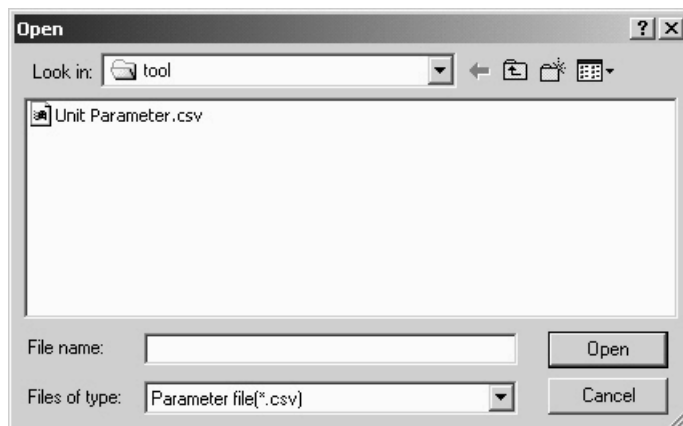 Open
Look in: tool
Unit Parameter.csv
File name:
Open
Files of type: Parameter file(*.csv)
Cancel